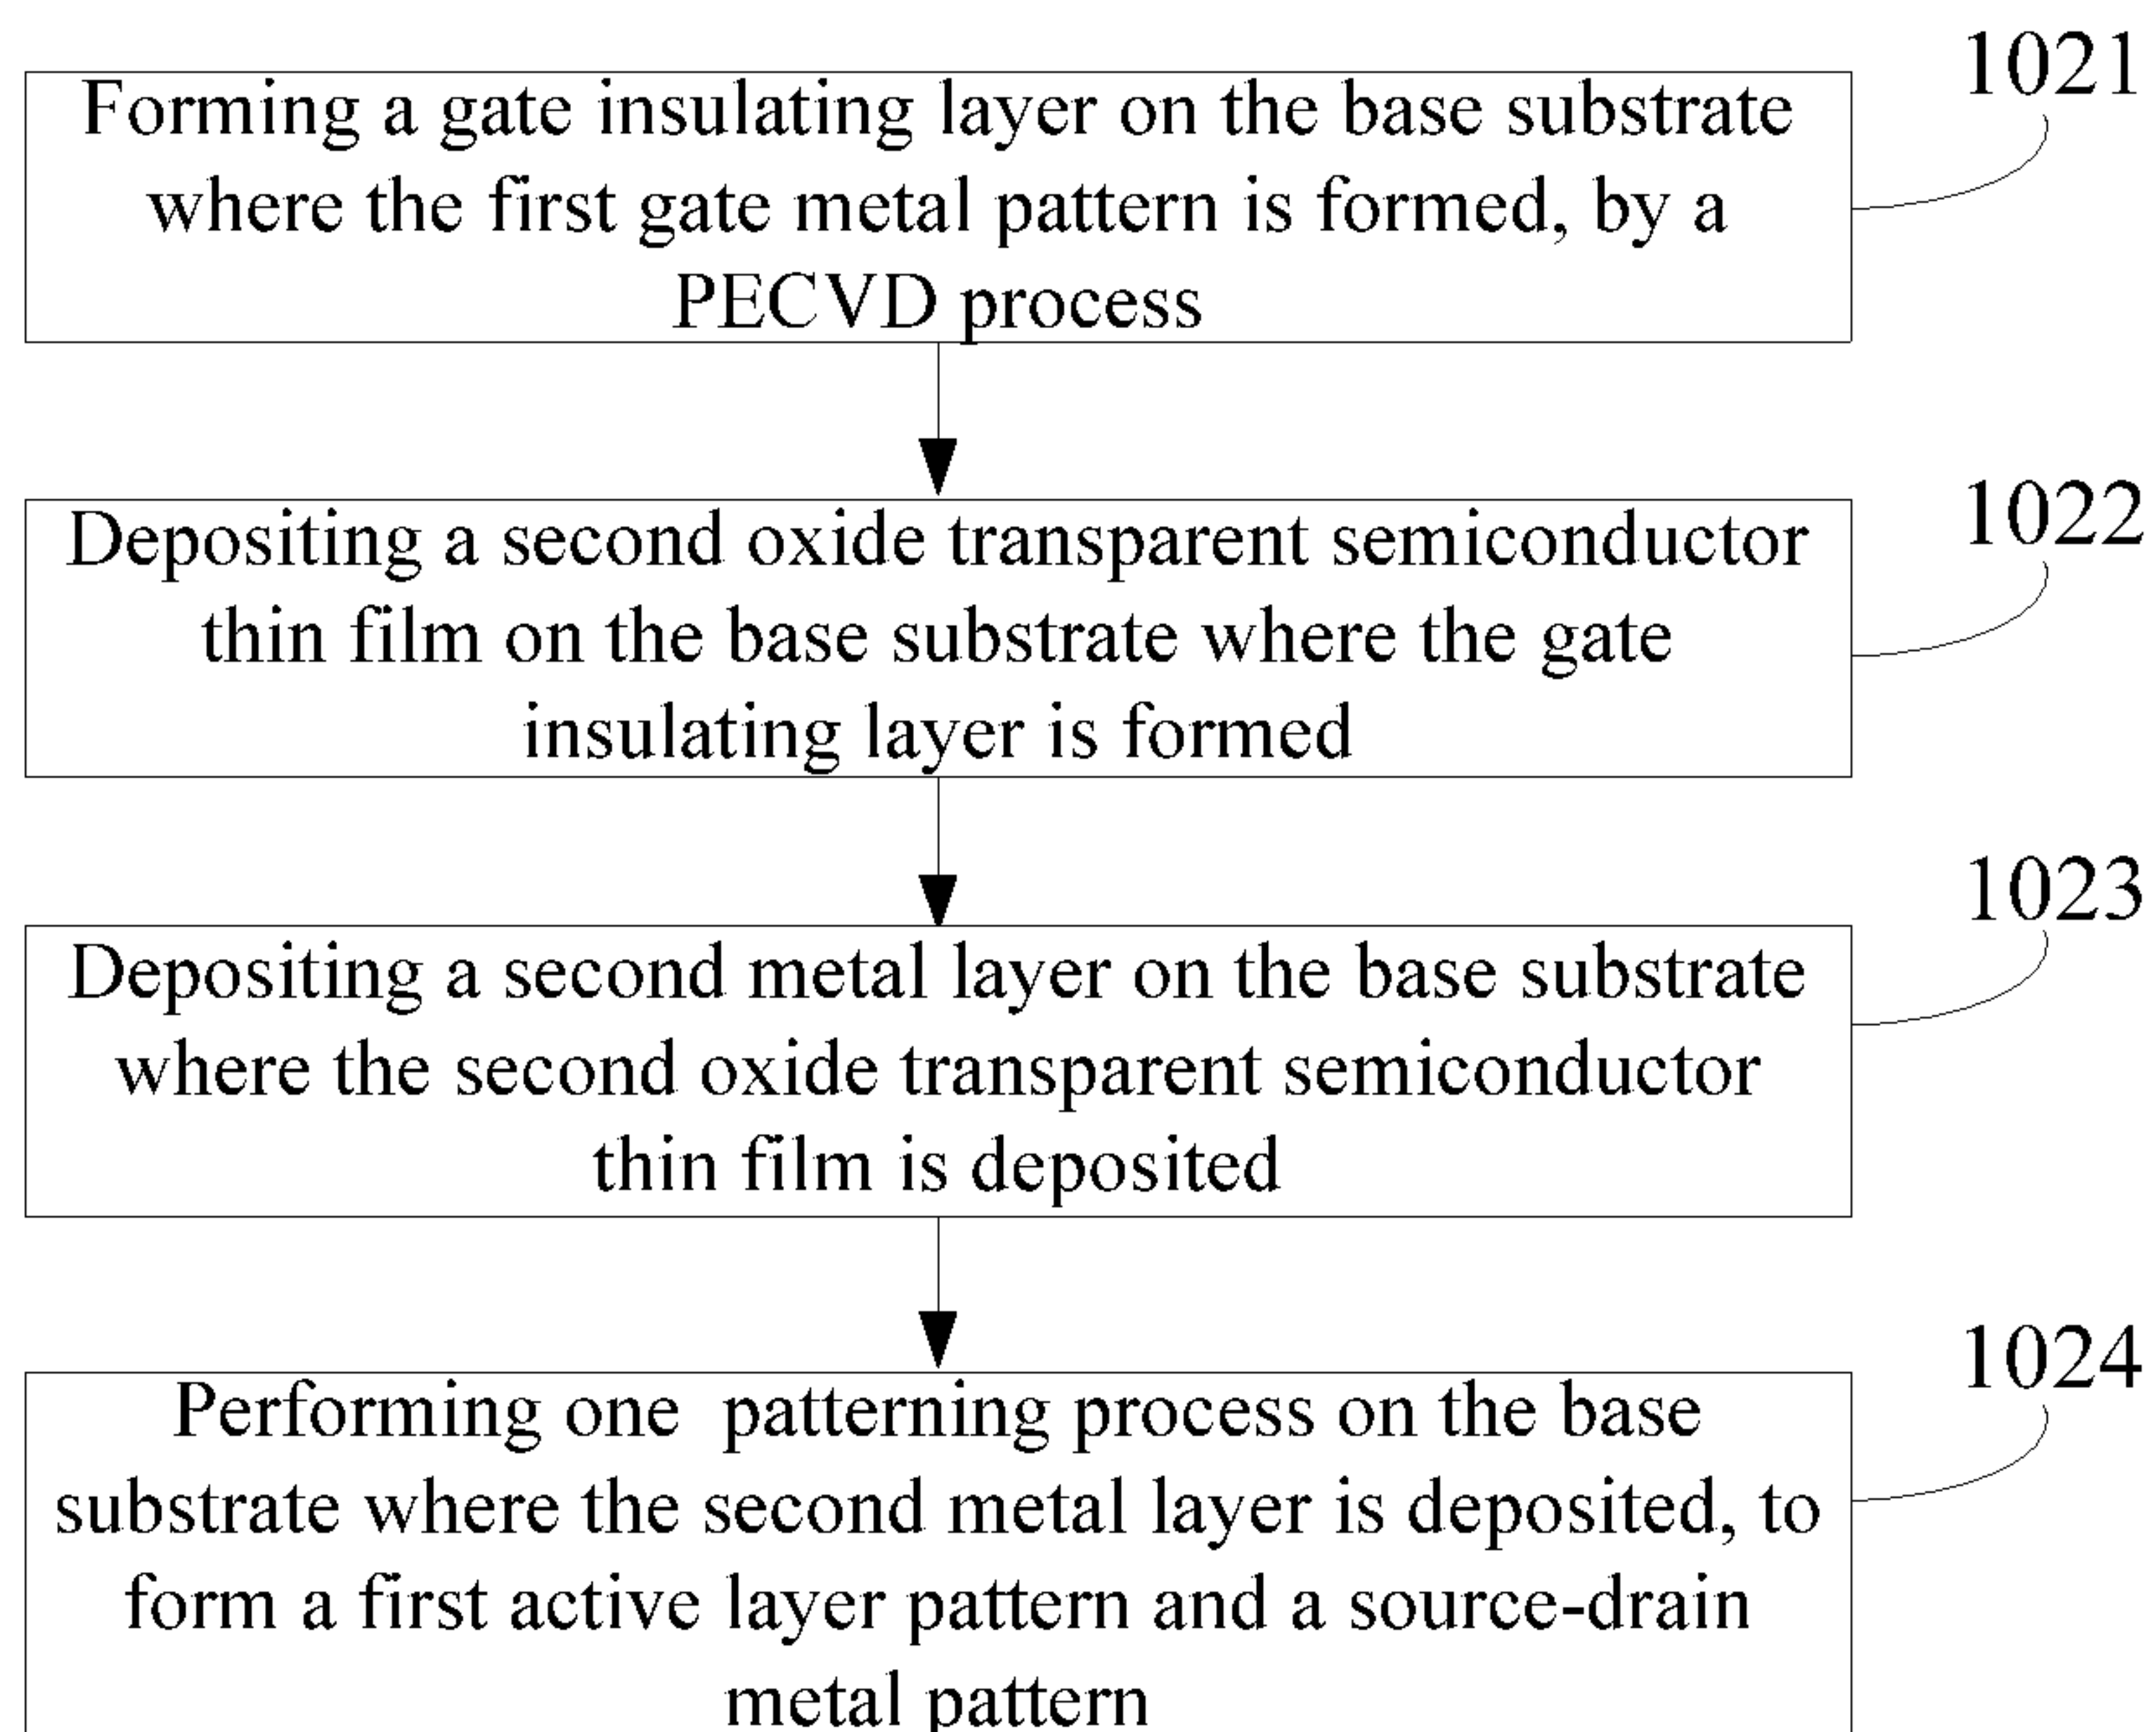 1021
Forming a gate insulating layer on the base substrate
where the first gate metal pattern is formed, by a
PECVD process
1022
Depositing a second oxide transparent semiconductor
thin film on the base substrate where the gate
insulating layer is formed
1023
Depositing a second metal layer on the base substrate
where the second oxide transparent semiconductor
thin film is deposited
1024
Performing one patterning process on the base
substrate where the second metal layer is deposited, to
form a first active layer pattern and a source-drain
metal pattern